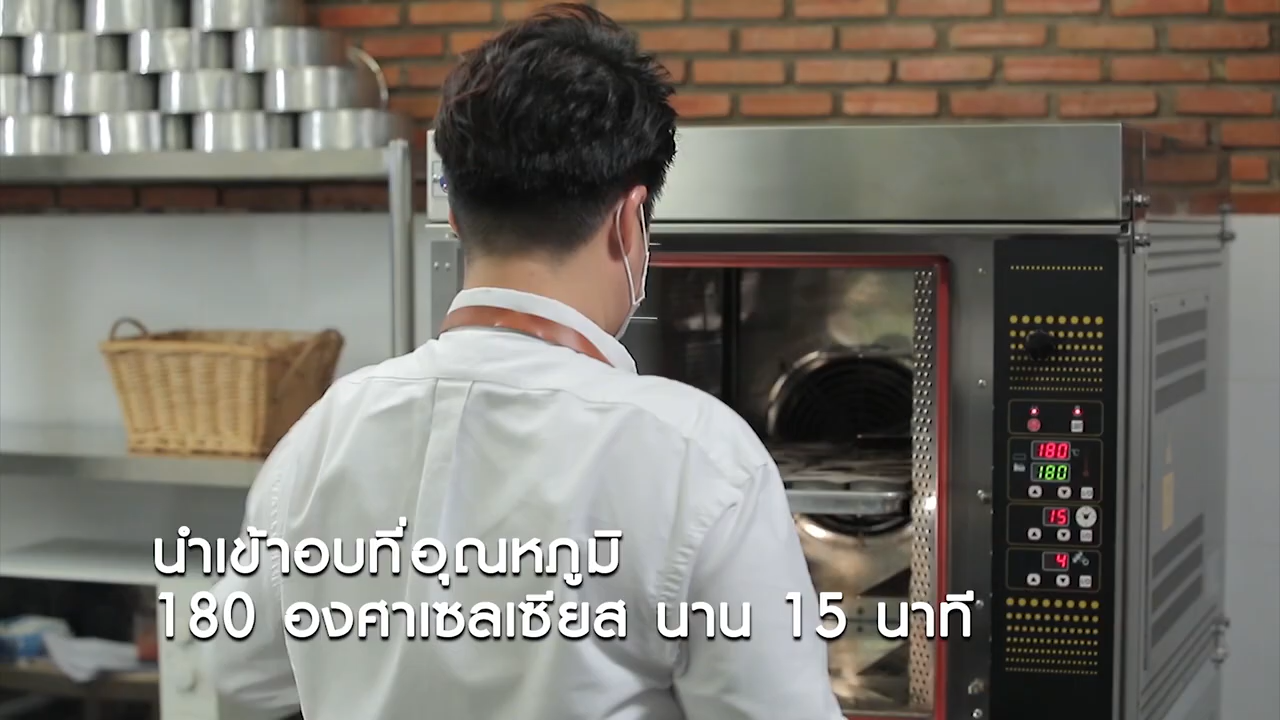 180
180
15
4
นำเข้าอบที่อุณหภูมิ
180 องศาเซลเซียส นาน 15 นาที